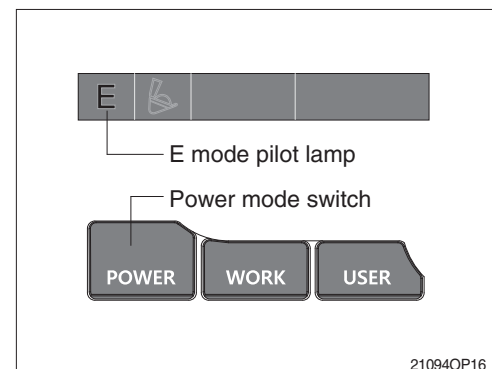 E
E mode pilot lamp
Power mode switch
POWER WORK USER
21094OP16